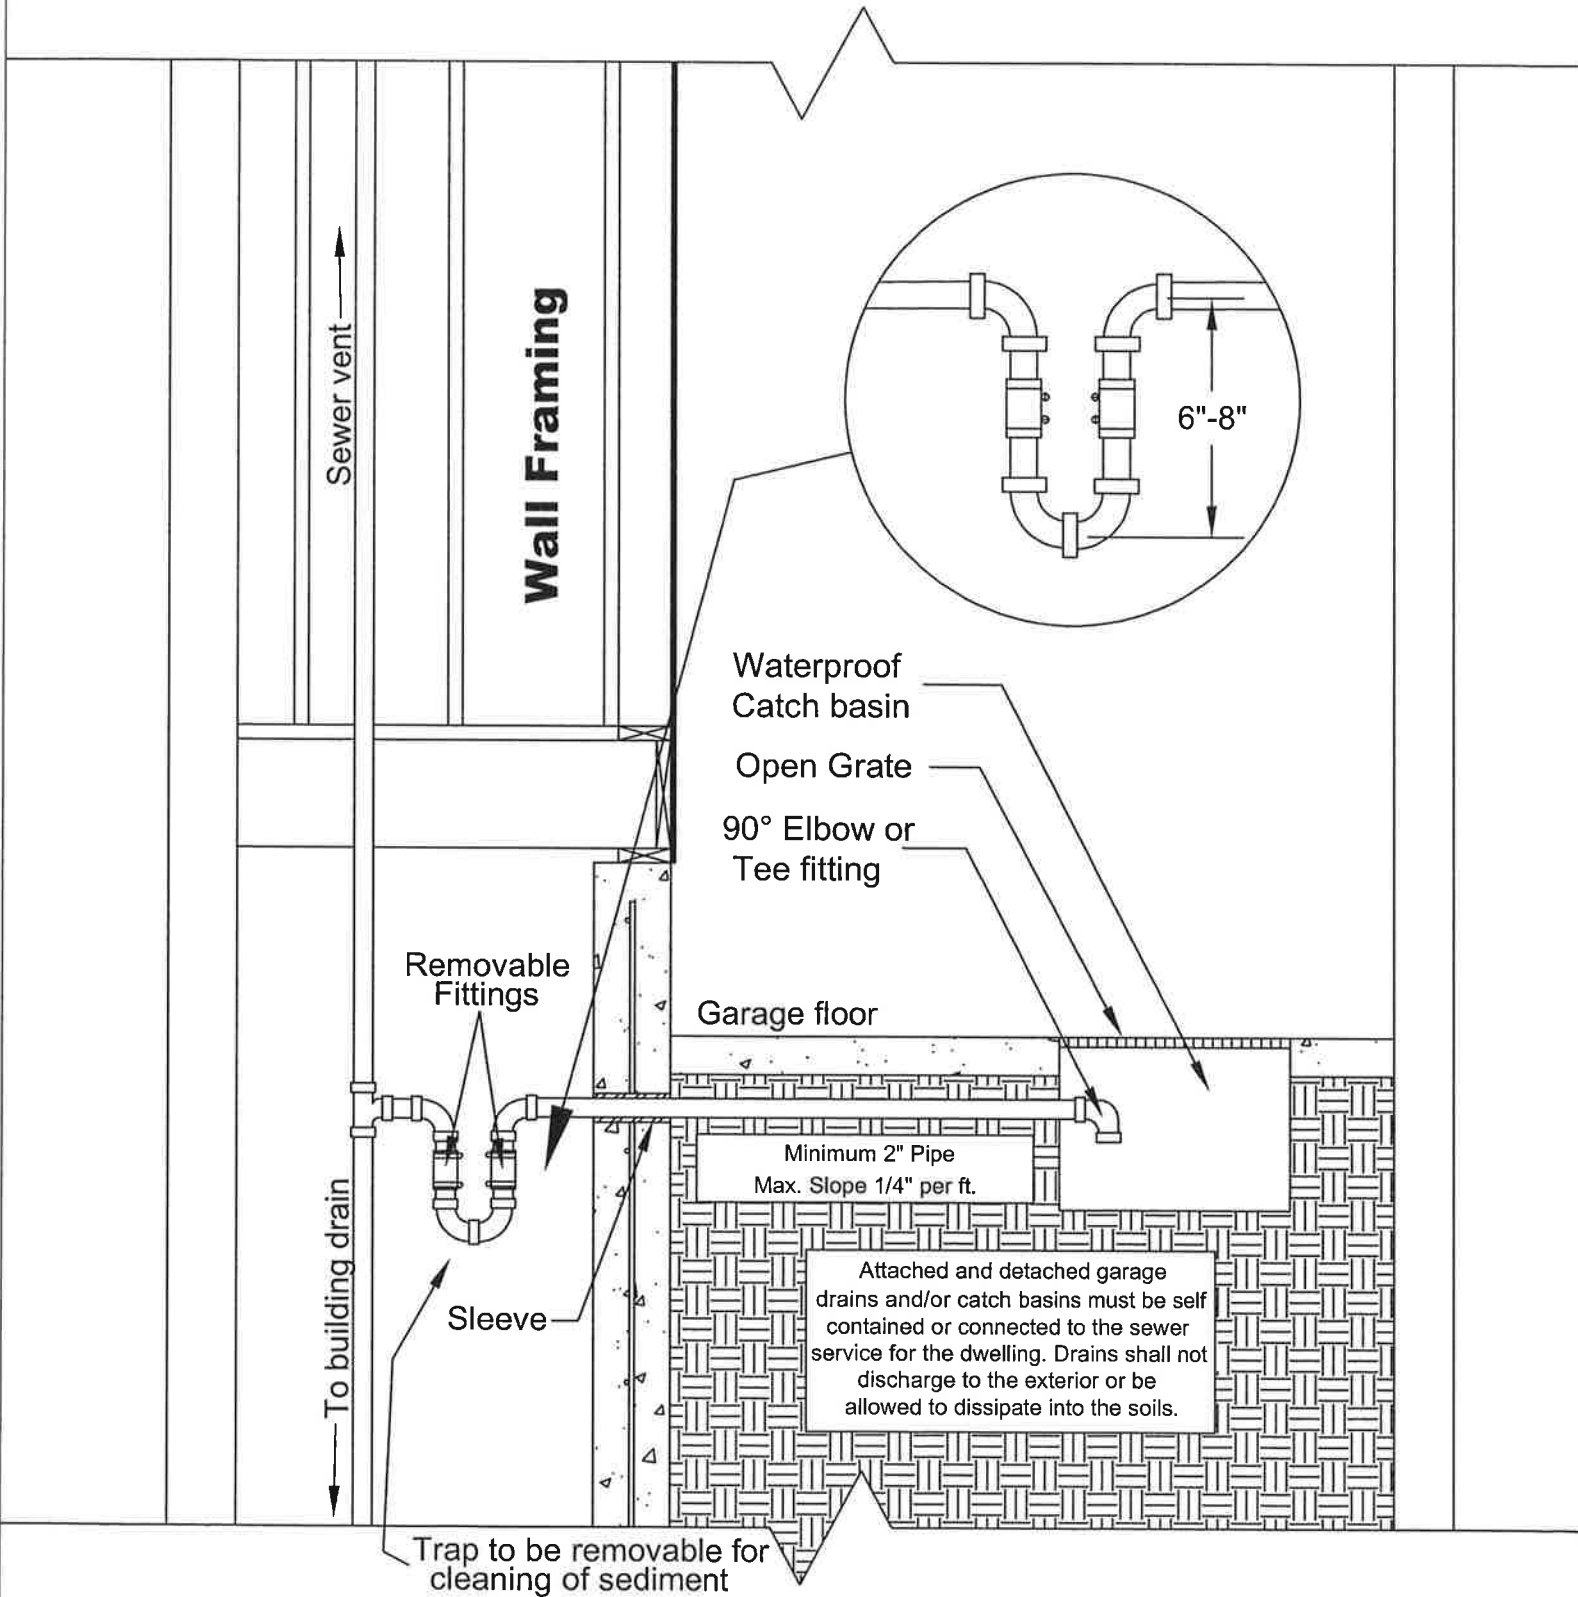 Sewer vent
Wall Framing
6"-8"
Waterproof
Catch basin
Open Grate
90° Elbow or
Tee fitting
Removable
Fittings
Garage floor
Minimum 2" Pipe
Max. Slope 1/4" per ft.
To building drain
Sleeve
Attached and detached garage
drains and/or catch basins must be self
contained or connected to the sewer
service for the dwelling. Drains shall not
discharge to the exterior or be
allowed to dissipate into the soils.
Trap to be removable for
cleaning of sediment